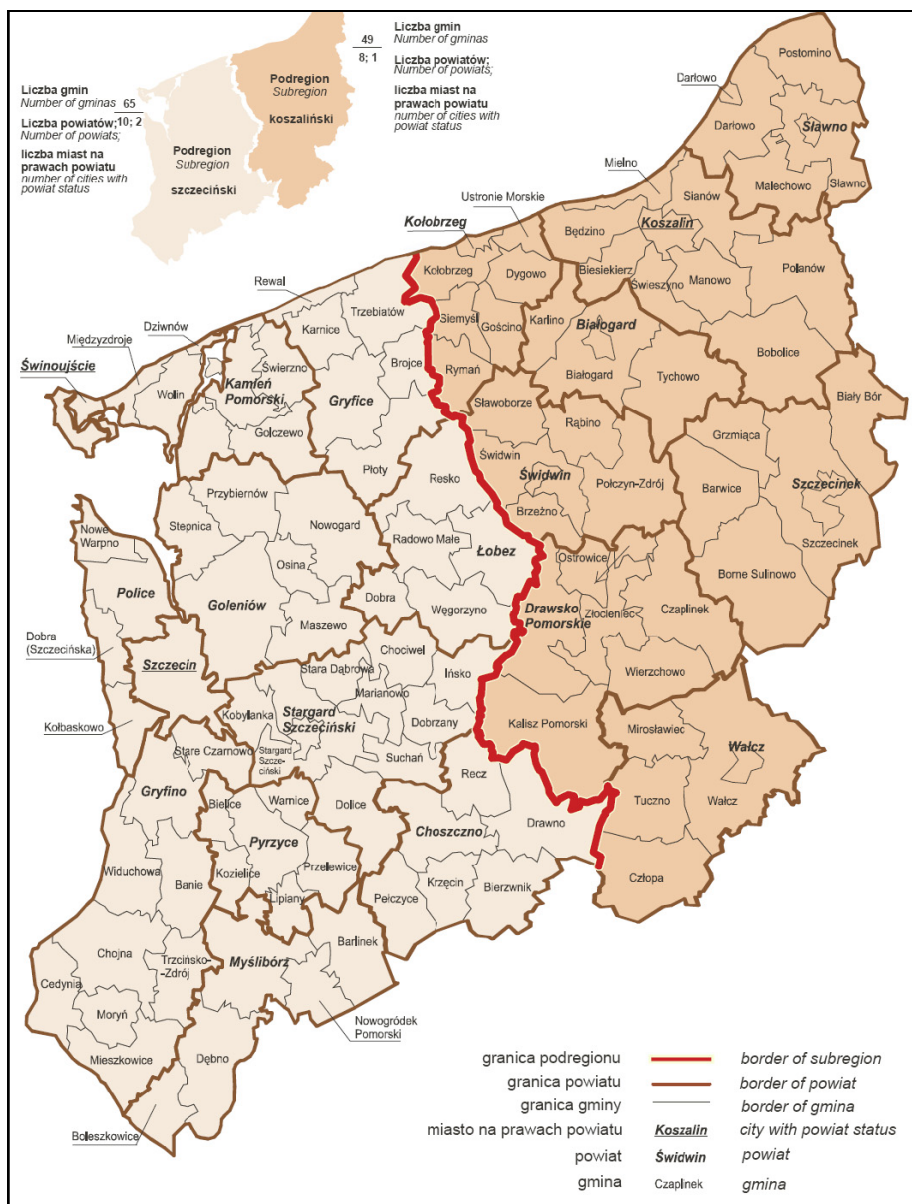 Liczba gmin
Number of gminas
65
10; 2
Liczba powiatów;
Number of powiats;
liczba miast na
prawach powiatu
number of cities with
powiat status
Podregion
Subregion
szczeciński
Podregion
Subregion
koszaliński
49
8; 1
Liczba gmin
Number of gminas
Liczba powiatów;
Number of powiats;
liczba miast na
prawach powiatu
number of cities with
powiat status
Postomino
Darłowo
Darłowo
Sławno
Mielno
Malechowo
Sławno
Sianów
Ustronie Morskie
Kołobrzeg
Będzino
Koszalin
Kołobrzeg
Dygowo
Biesiekierz
Świeszyno
Manowo
Polanów
Rewal
Trzebiatów
Siemyśl
Gościno
Karlino
Białogard
Dziwnów
Karnice
Międzyzdroje
Świerzno
Brojce
Rymań
Białogard
Tychowo
Bobolice
Świnoujście
Wolin
Kamień
Pomorski
Gryfice
Sławoborze
Biały Bór
Golczewo
Rąbino
Grzmiąca
Płoty
Resko
Świdwin
Świdwin
Połczyn-Zdrój
Barwice
Szczecinek
Przybiernów
Stepnica
Nowogard
Brzeżno
Nowe
Warpno
Radowo Małe
Łobez
Szczecinek
Osina
Ostrowice
Borne Sulinowo
Police
Goleniów
Dobra
Węgorzyno
Drawsko
Pomorskie
Złocieniec
Czaplinek
Maszewo
Dobra
(Szczecińska)
Szczecin
Chociwel
Stara Dąbrowa
Ińsko
Wierzchowo
Marianowo
Kołbaskowo
Kobylanka
Stargard
Szczeciński
Dobrzany
Kalisz Pomorski
Mirosławiec
Stare Czarnowo
Stargard
Szcze-
ciński
Suchań
Wałcz
Gryfino
Recz
Bielice
Warnice
Dolice
Tuczno
Wałcz
Pyrzyce
Choszczno
Drawno
Widuchowa
Kozielice
Przelewice
Człopa
Banie
Lipiany
Pełczyce
Krzęcin
Bierzwnik
Chojna
Trzcińsko-
-Zdrój
Myślibórz
Barlinek
Cedynia
Moryń
Nowogródek
Pomorski
Mieszkowice
Dębno
Boleszkowice
granica podregionu
border of subregion
granica powiatu
border of powiat
granica gminy
border of gmina
miasto na prawach powiatu
Koszalin
city with powiat status
powiat
Świdwin
powiat
gmina
Czaplinek
gmina